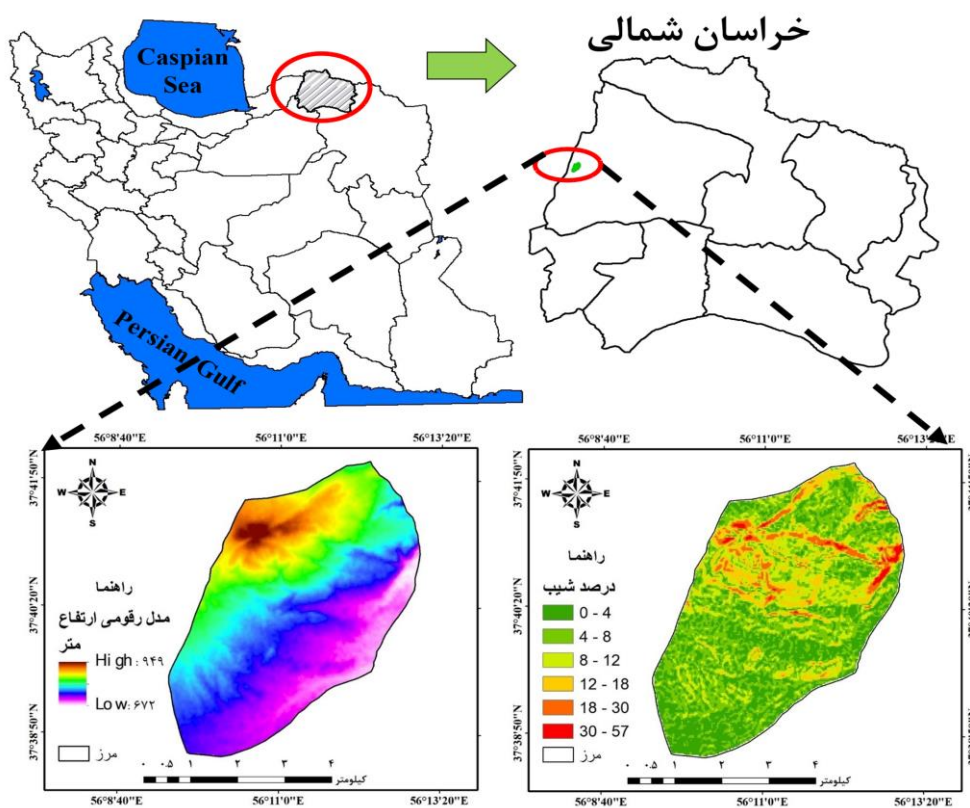 Caspian
Sea
خراسان شمالی
Persian Gulf
56°8'40"E 56°11'0"E 56°13'20"E
37°41'50"N
37°40'20"N
37°38'50"N
N
W E
S
راهنما
مدل رقومی ارتفاع
متر
High : ۹۴۹
Low: ۶۷۲
مرز
۰ ۰.۵ ۱ ۲ ۳ ۴
کیلومتر
56°8'40"E 56°11'0"E 56°13'20"E
56°8'40"E 56°11'0"E 56°13'20"E
37°41'50"N
37°40'20"N
37°38'50"N
N
W E
S
راهنما
درصد شیب
0 - 4
4 - 8
8 - 12
12 - 18
18 - 30
30 - 57
مرز
۰ ۰.۵ ۱ ۲ ۳ ۴
کیلومتر
56°8'40"E 56°11'0"E 56°13'20"E